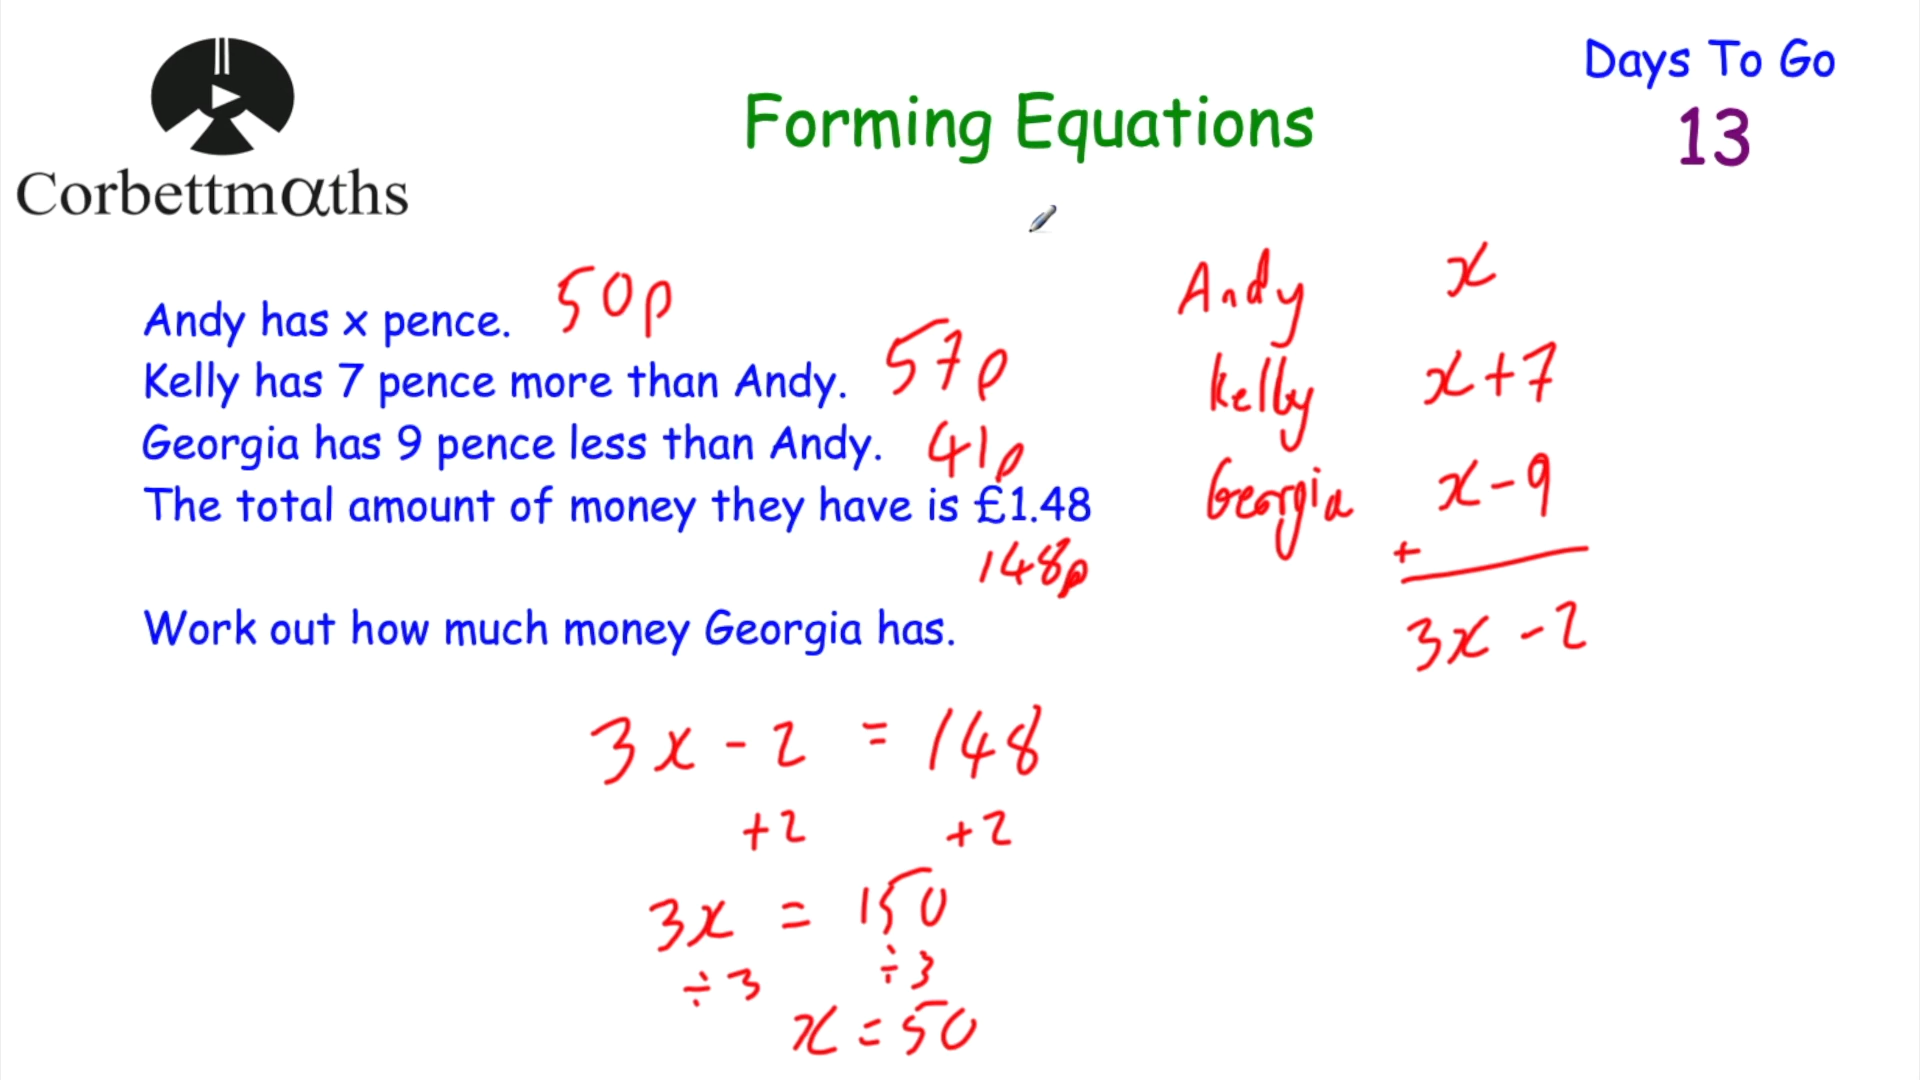 Corbettmαths
Forming Equations
Days To Go
13
Andy has x pence. 50p
Kelly has 7 pence more than Andy. 57p
Georgia has 9 pence less than Andy. 41p
The total amount of money they have is £1.48
148p
Work out how much money Georgia has.
Andy x
Kelly x+7
Georgia x-9
+
3x-2
3x-2 = 148
+2 +2
3x = 150
÷3 ÷3
x=50